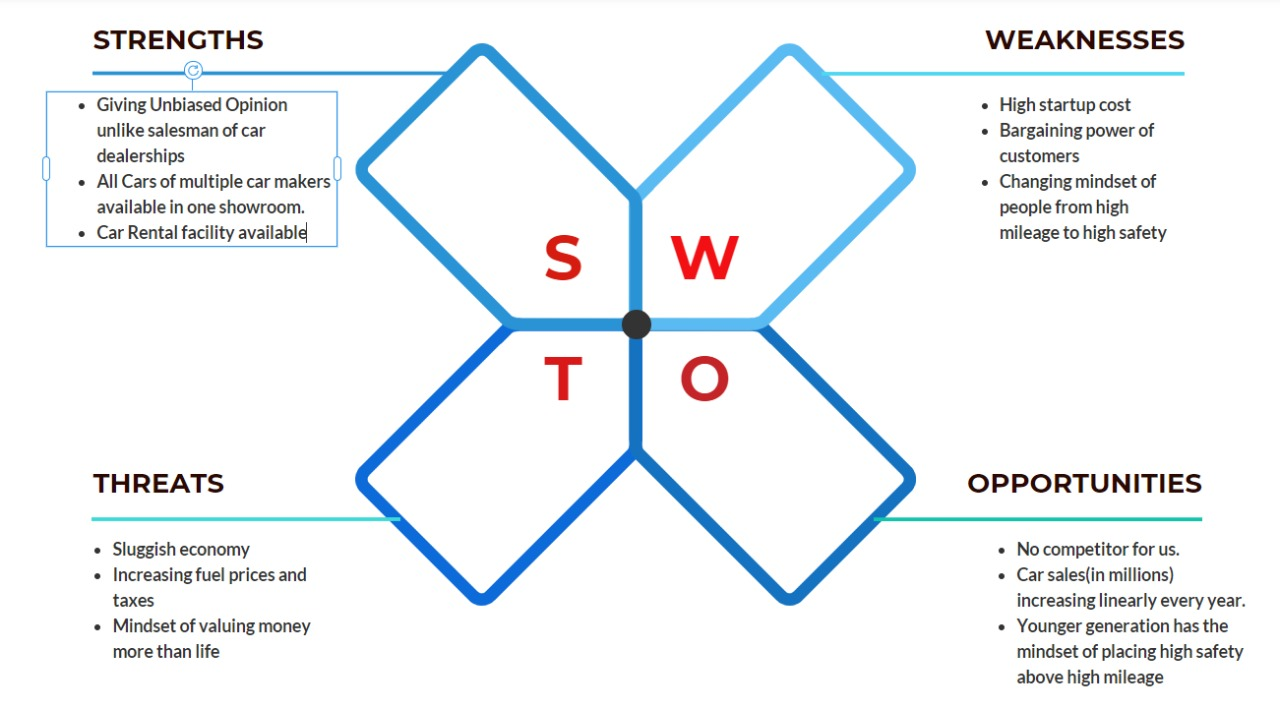 STRENGTHS
Giving Unbiased Opinion
unlike salesman of car
dealerships
All Cars of multiple car makers
available in one showroom.
Car Rental facility available
WEAKNESSES
High startup cost
Bargaining power of
customers
Changing mindset of
people from high
mileage to high safety
S
W
T
O
THREATS
Sluggish economy
Increasing fuel prices and
taxes
Mindset of valuing money
more than life
OPPORTUNITIES
No competitor for us.
Car sales(in millions)
increasing linearly every year.
Younger generation has the
mindset of placing high safety
above high mileage